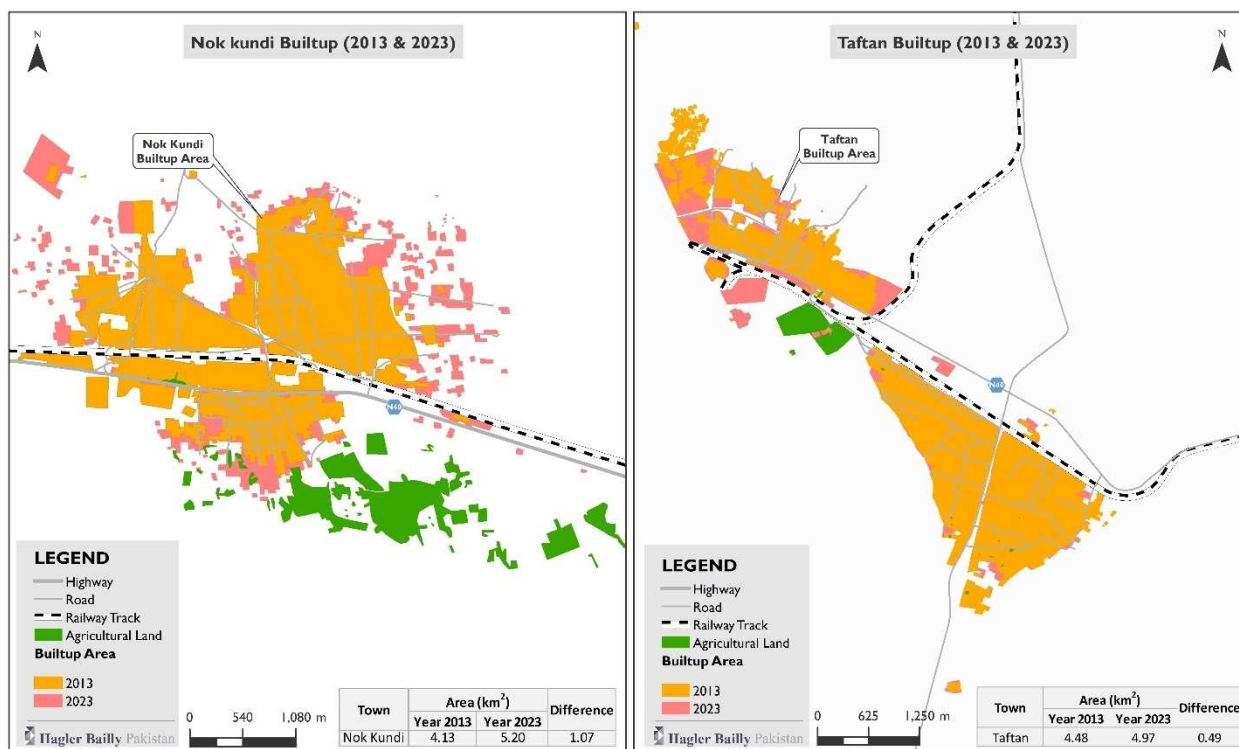 Nok kundi Builtup (2013 & 2023)
N
Nok Kundi
Builtup Area
N40
LEGEND
Highway
Road
Railway Track
Agricultural Land
Builtup Area
2013
2023
Hagler Bailly Pakistan
0 540 1,080 m
Town Area (km²) Difference
Year 2013 Year 2023
Nok Kundi 4.13 5.20 1.07
Taftan Builtup (2013 & 2023)
N
Taftan
Builtup Area
N40
LEGEND
Highway
Road
Railway Track
Agricultural Land
Builtup Area
2013
2023
Hagler Bailly Pakistan
0 625 1,250 m
Town Area (km²) Difference
Year 2013 Year 2023
Taftan 4.48 4.97 0.49